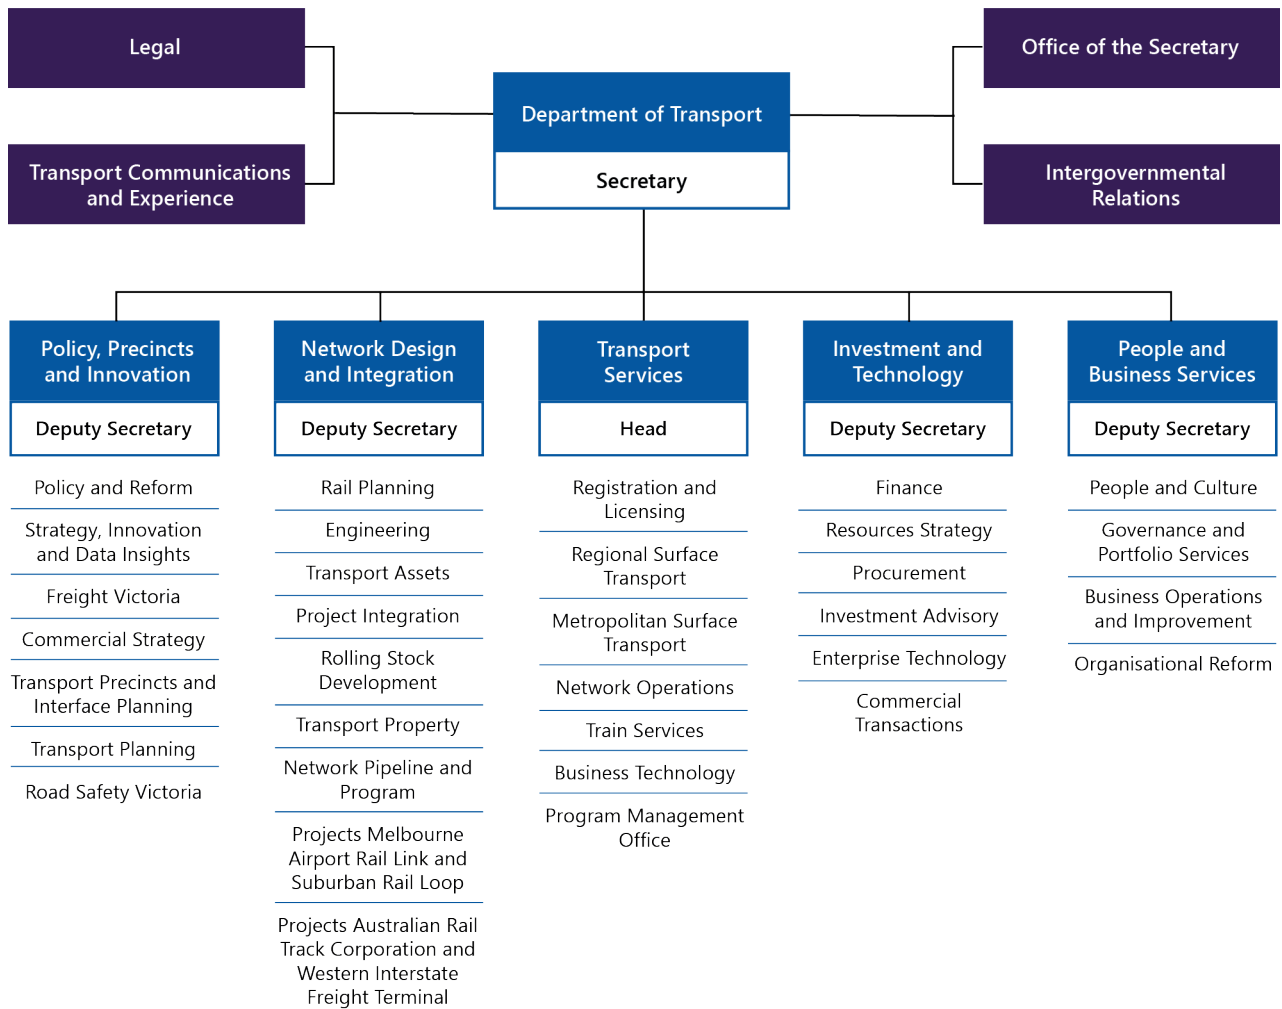 Legal
Office of the Secretary
Department of Transport
Secretary
Transport Communications
and Experience
Intergovernmental
Relations
Policy, Precincts
and Innovation
Deputy Secretary
Policy and Reform
Strategy, Innovation
and Data Insights
Freight Victoria
Commercial Strategy
Transport Precincts and
Interface Planning
Transport Planning
Road Safety Victoria
Network Design
and Integration
Deputy Secretary
Rail Planning
Engineering
Transport Assets
Project Integration
Rolling Stock
Development
Transport Property
Network Pipeline and
Program
Projects Melbourne
Airport Rail Link and
Suburban Rail Loop
Projects Australian Rail
Track Corporation and
Western Interstate
Freight Terminal
Transport
Services
Head
Registration and
Licensing
Regional Surface
Transport
Metropolitan Surface
Transport
Network Operations
Train Services
Business Technology
Program Management
Office
Investment and
Technology
Deputy Secretary
Finance
Resources Strategy
Procurement
Investment Advisory
Enterprise Technology
Commercial
Transactions
People and
Business Services
Deputy Secretary
People and Culture
Governance and
Portfolio Services
Business Operations
and Improvement
Organisational Reform